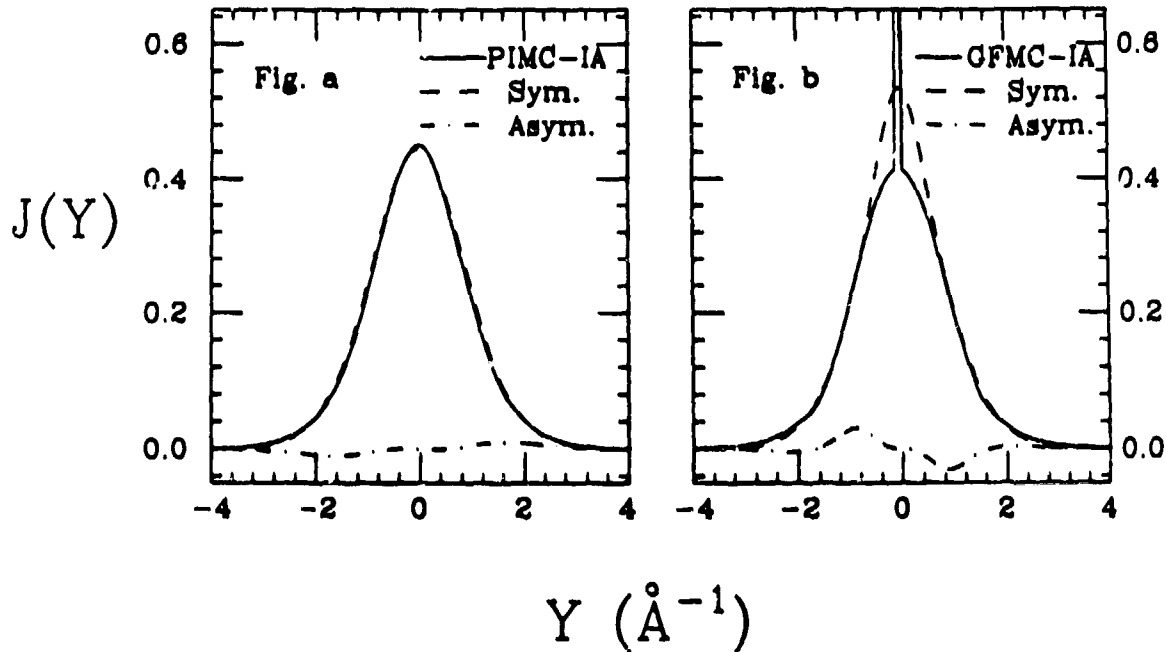 J(Y)
0.6
0.4
0.2
0.0
Fig. a
PIMC-IA
Sym.
Asym.
-4 -2 0 2 4
Fig. b
GFMC-IA
Sym.
Asym.
0.6
0.4
0.2
0.0
-4 -2 0 2 4
Y (Å⁻¹)